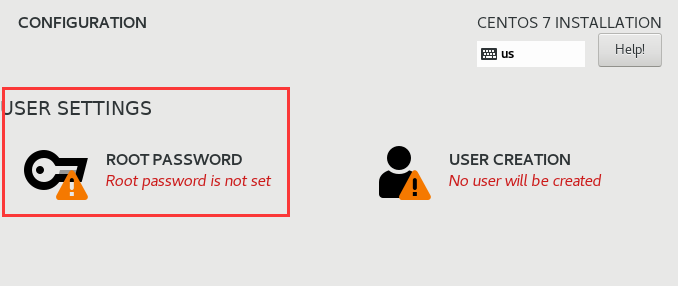 CONFIGURATION
CENTOS 7 INSTALLATION
us
Help!
USER SETTINGS
ROOT PASSWORD
Root password is not set
USER CREATION
No user will be created